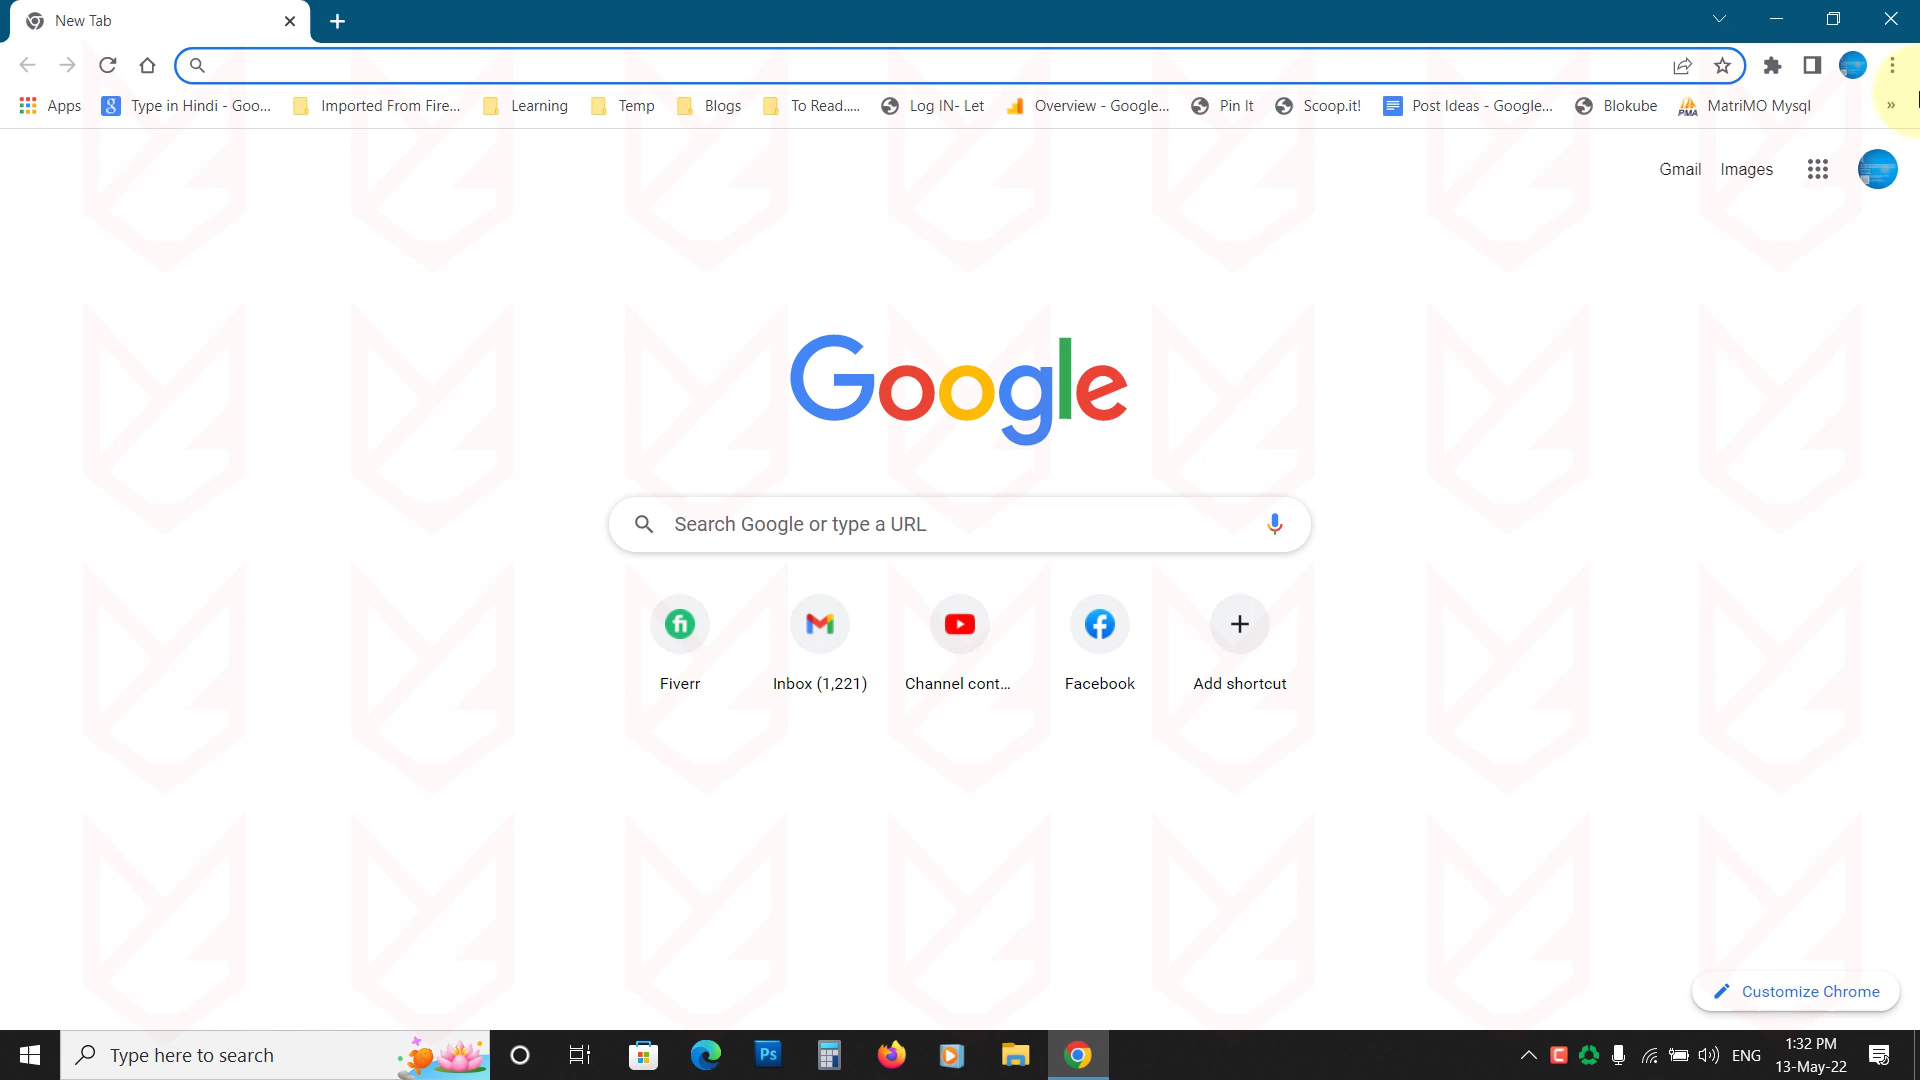 New Tab
Apps Type in Hindi - Goo... Imported From Fire... Learning Temp Blogs To Read..... Log IN- Let Overview - Google... Pin It Scoop.it! Post Ideas - Google... Blokube PMA MatriMO Mysql »
Gmail Images
Google
Search Google or type a URL
Fiverr Inbox (1,221) Channel cont... Facebook Add shortcut
Customize Chrome
Type here to search Ps ENG 1:32 PM
13-May-22